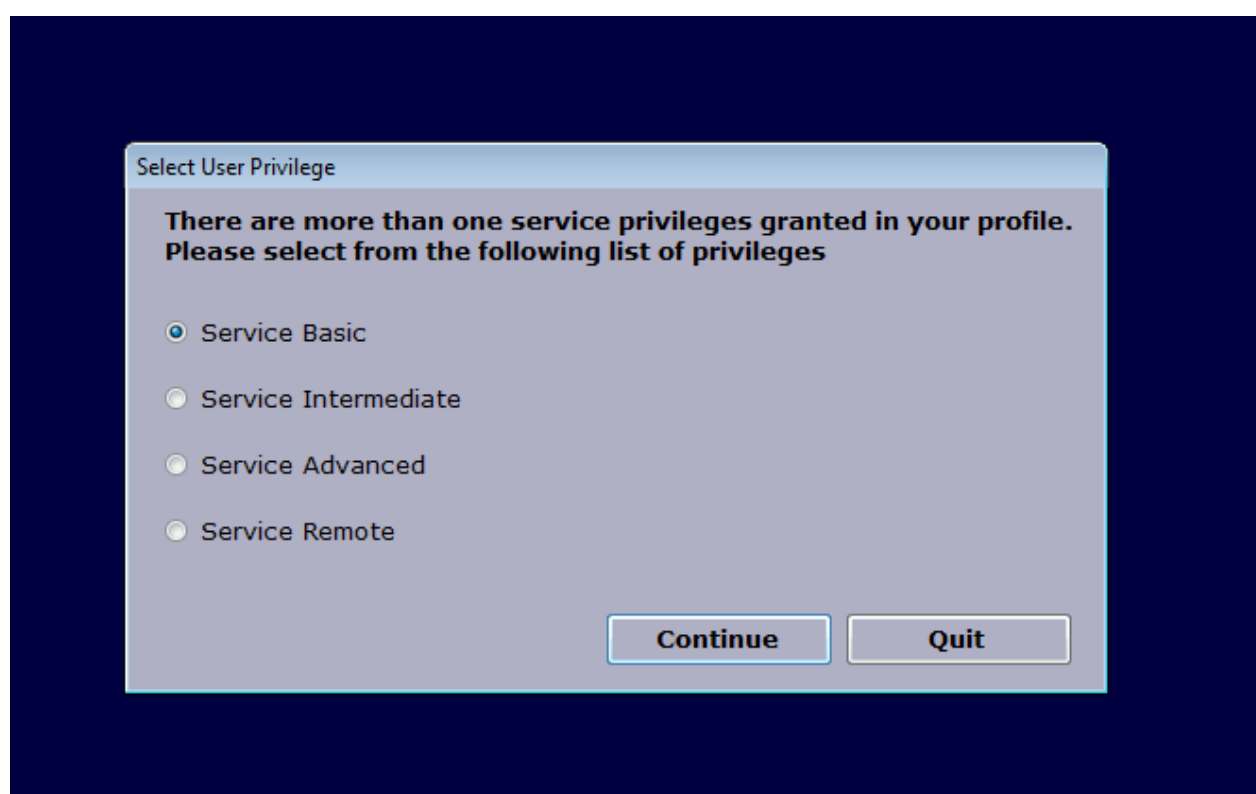 Select User Privilege
There are more than one service privileges granted in your profile.
Please select from the following list of privileges
Service Basic
Service Intermediate
Service Advanced
Service Remote
Continue Quit